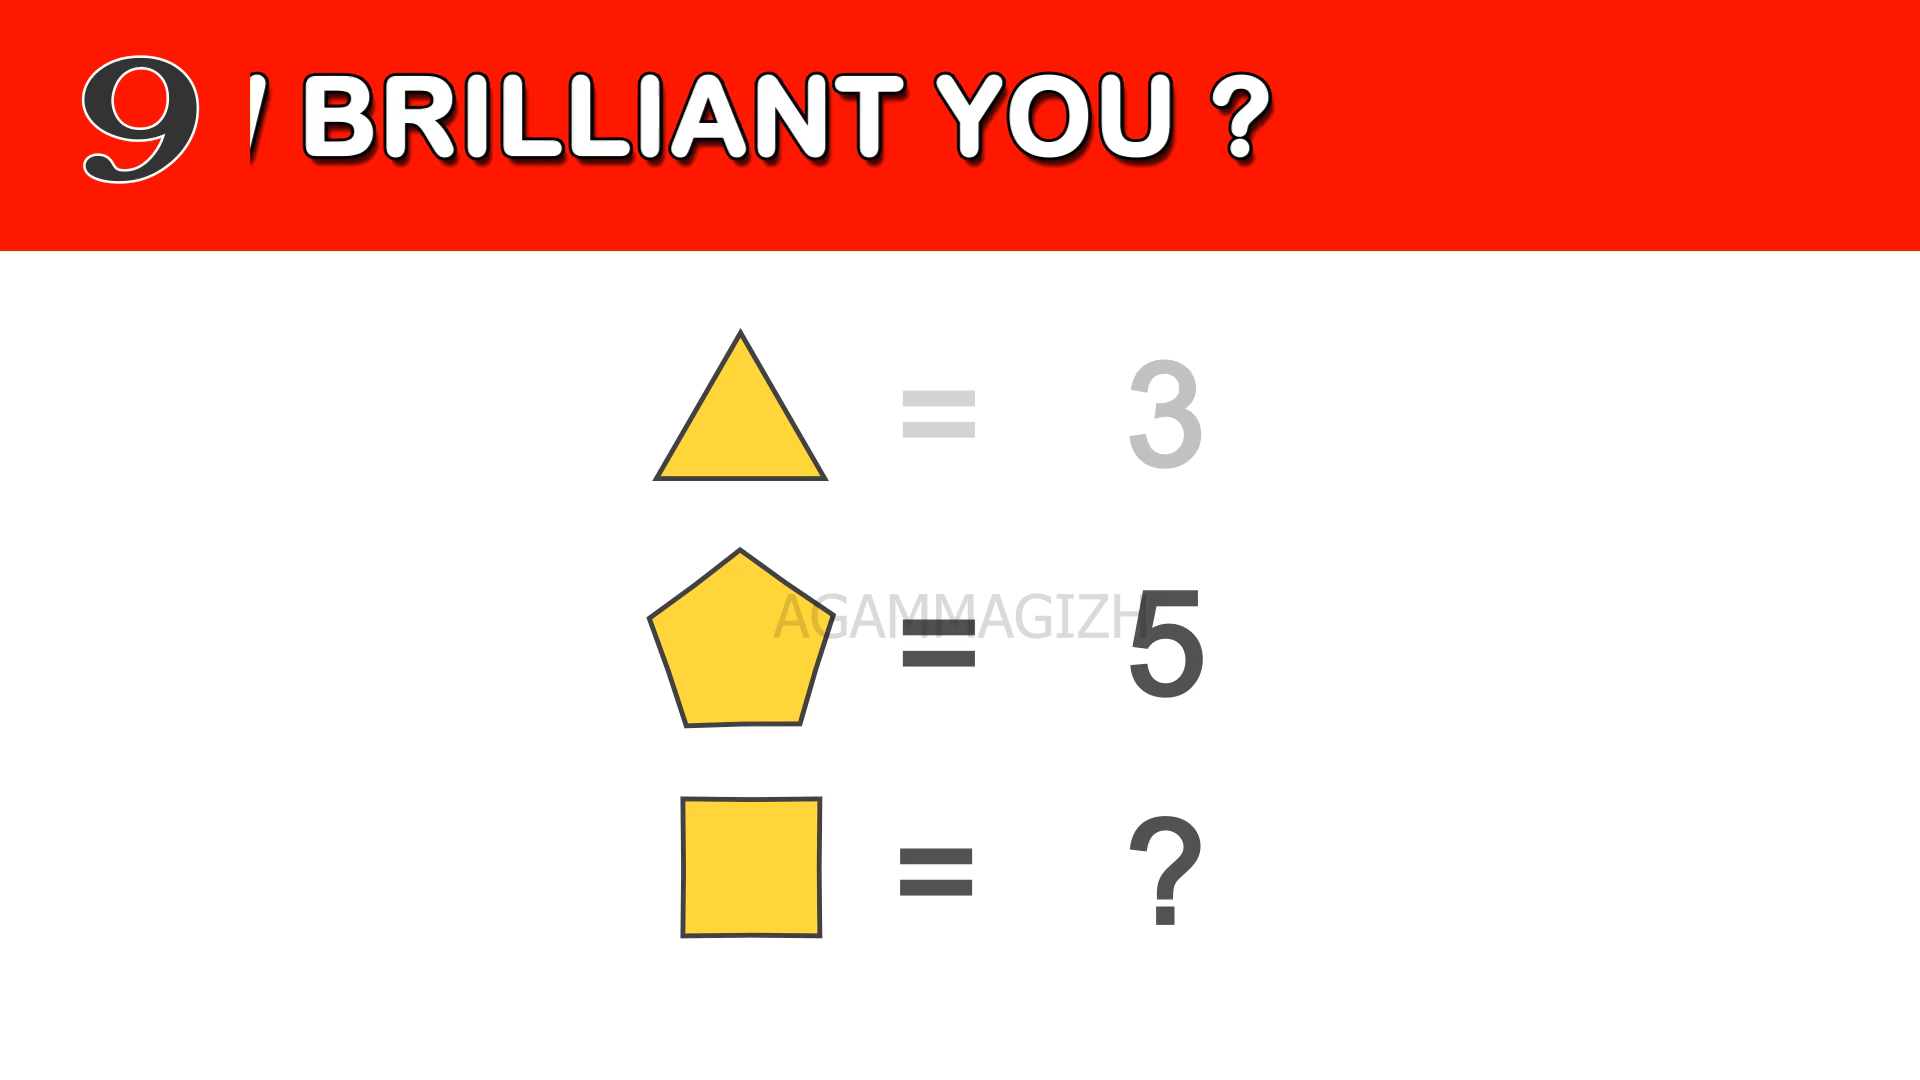 9 BRILLIANT YOU ?
= 3
AGAMMAGIZH
= 5
= ?